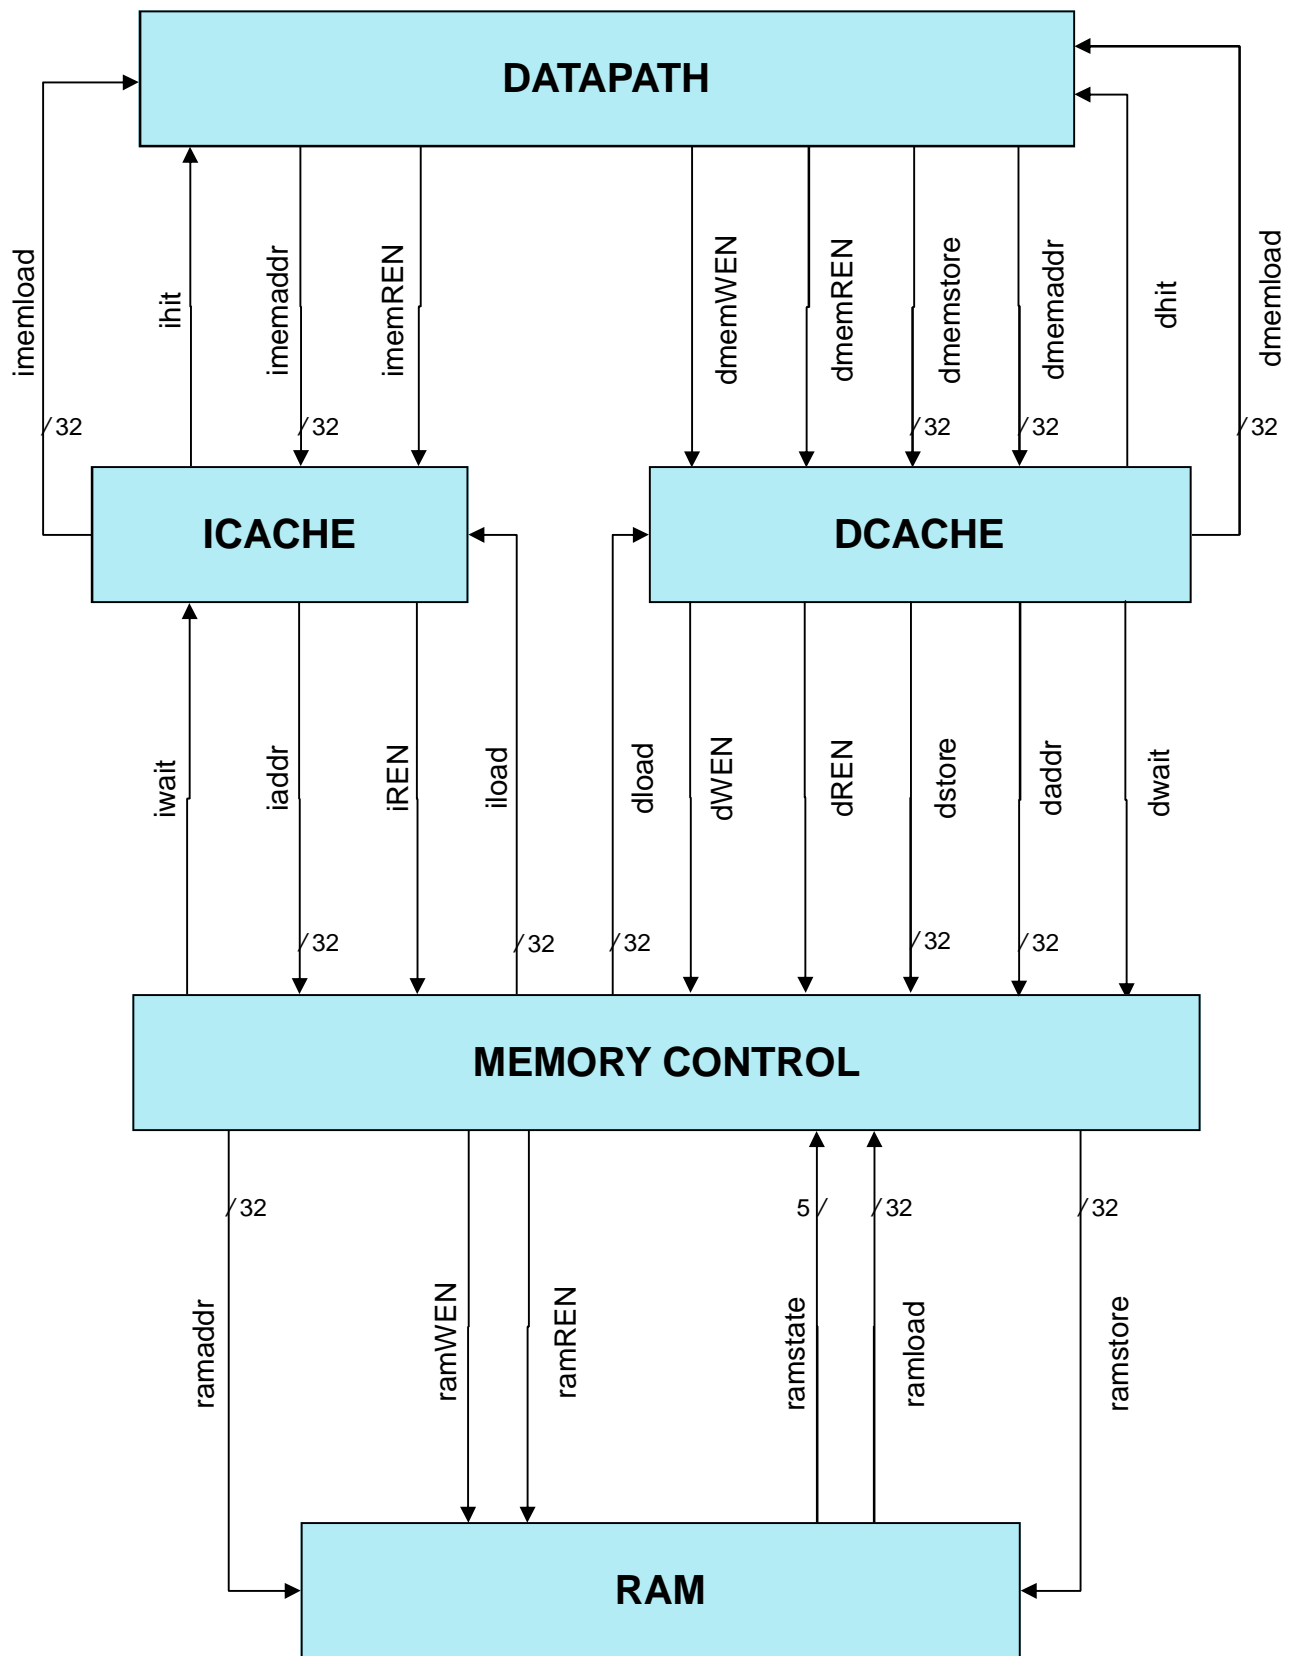 DATAPATH
imemload
ihit
imemaddr
imemREN
dmemWEN
dmemREN
dmemstore
dmemaddr
dhit
dmemload
/ 32
/ 32
/ 32
/ 32
/ 32
ICACHE
DCACHE
iwait
iaddr
iREN
iload
dload
dWEN
dREN
dstore
daddr
dwait
/ 32
/ 32
/ 32
/ 32
/ 32
MEMORY CONTROL
/ 32
5 /
/ 32
/ 32
ramaddr
ramWEN
ramREN
ramstate
ramload
ramstore
RAM